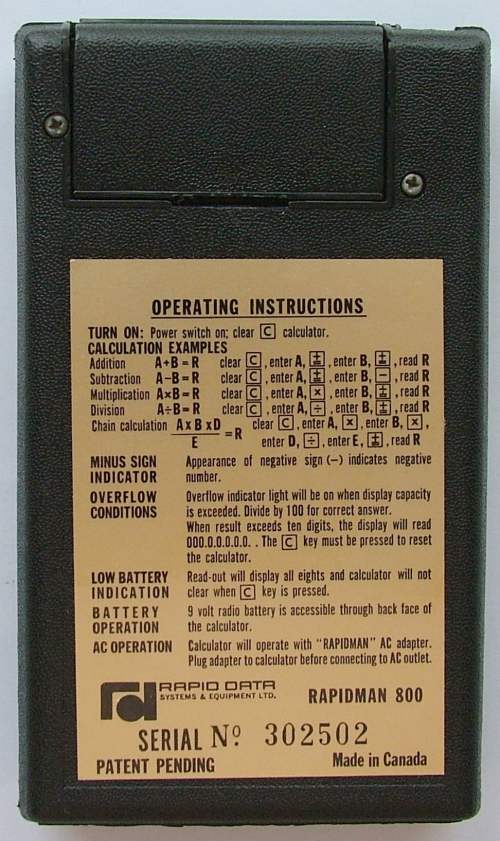 OPERATING INSTRUCTIONS
TURN ON: Power switch on; clear C calculator.
CALCULATION EXAMPLES
Addition A+B=R clear C, enter A, ±, enter B, ±, read R
Subtraction A−B=R clear C, enter A, ±, enter B, −, read R
Multiplication A×B=R clear C, enter A, ×, enter B, ±, read R
Division A÷B=R clear C, enter A, ÷, enter B, ±, read R
Chain calculation A x B x D / E =R clear C, enter A, ×, enter B, ×,
enter D, ÷, enter E, ±, read R
MINUS SIGN INDICATOR Appearance of negative sign (−) indicates negative
number.
OVERFLOW CONDITIONS Overflow indicator light will be on when display capacity
is exceeded. Divide by 100 for correct answer.
When result exceeds ten digits, the display will read
000.0.0.0.0.0. . The C key must be pressed to reset
the calculator.
LOW BATTERY INDICATION Read-out will display all eights and calculator will not
clear when C key is pressed.
BATTERY OPERATION 9 volt radio battery is accessible through back face of
the calculator.
AC OPERATION Calculator will operate with "RAPIDMAN" AC adapter.
Plug adapter to calculator before connecting to AC outlet.
rd RAPID DATA
SYSTEMS & EQUIPMENT LTD.
RAPIDMAN 800
SERIAL Nº 302502
PATENT PENDING Made in Canada